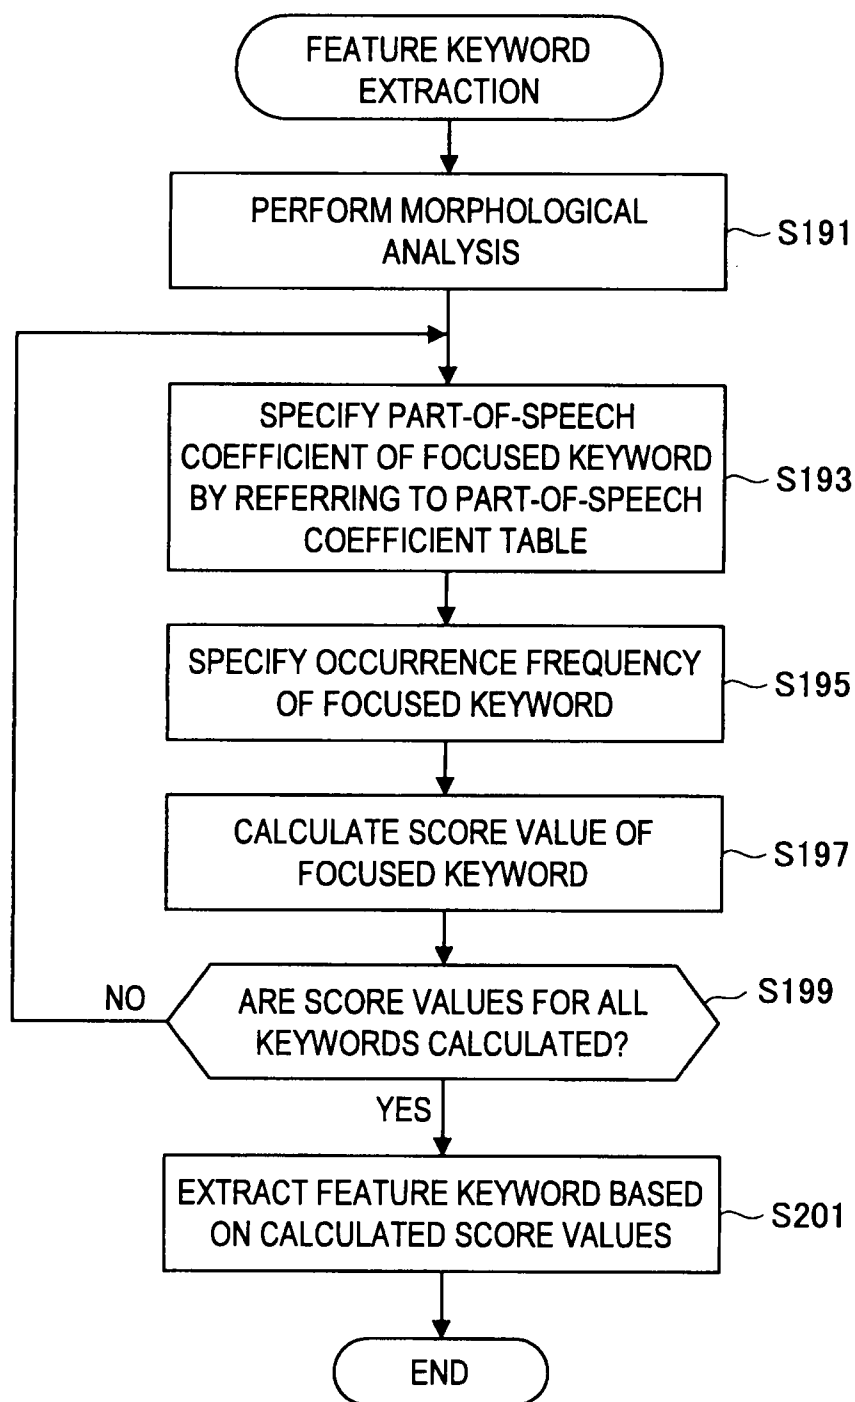 FEATURE KEYWORD
EXTRACTION
PERFORM MORPHOLOGICAL
ANALYSIS
S191
SPECIFY PART-OF-SPEECH
COEFFICIENT OF FOCUSED KEYWORD
BY REFERRING TO PART-OF-SPEECH
COEFFICIENT TABLE
S193
SPECIFY OCCURRENCE FREQUENCY
OF FOCUSED KEYWORD
S195
CALCULATE SCORE VALUE OF
FOCUSED KEYWORD
S197
NO
ARE SCORE VALUES FOR ALL
KEYWORDS CALCULATED?
S199
YES
EXTRACT FEATURE KEYWORD BASED
ON CALCULATED SCORE VALUES
S201
END